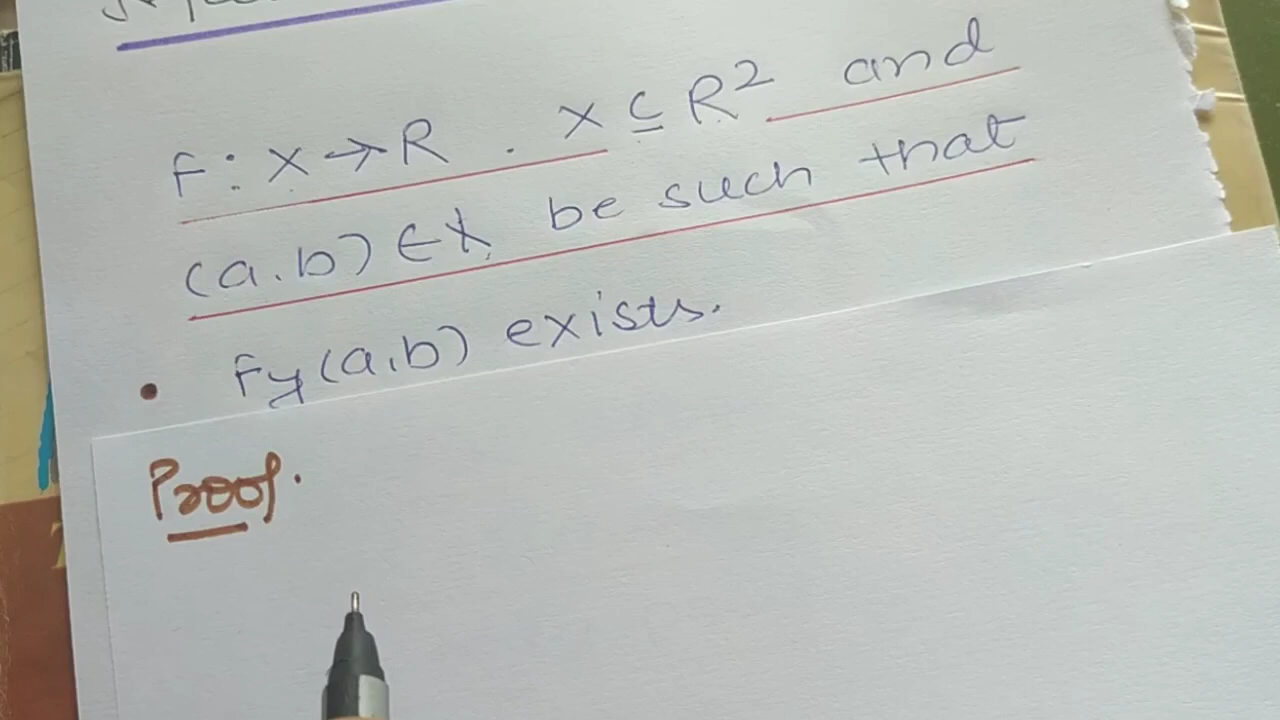 F: X → R . X ⊆ R² and
(a,b) ∈ X be such that
• Fy(a,b) exists.
Proof.